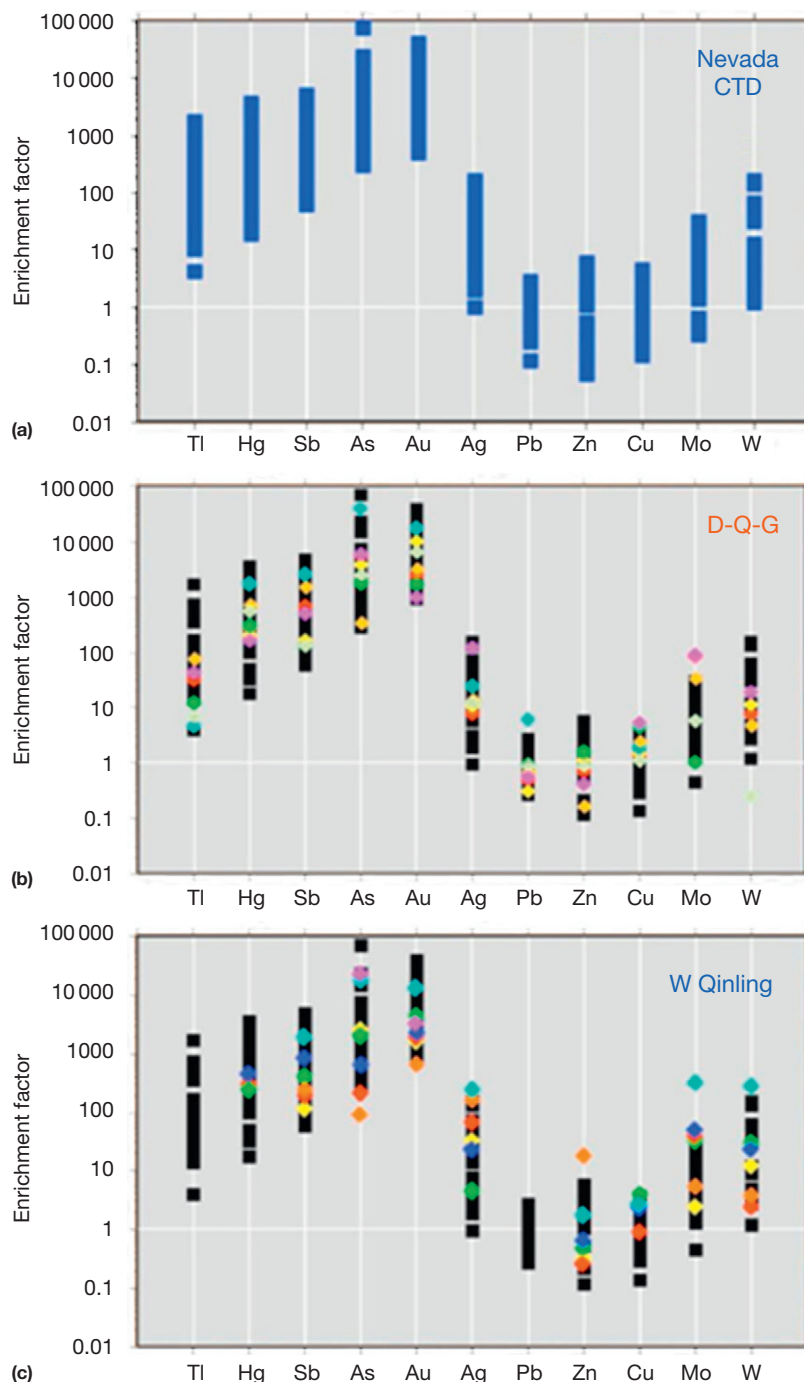 100 000
10 000
1000
100
10
1
0.1
0.01
Enrichment factor
Nevada
CTD
(a)
Tl Hg Sb As Au Ag Pb Zn Cu Mo W
100 000
10 000
1000
100
10
1
0.1
0.01
Enrichment factor
D-Q-G
(b)
Tl Hg Sb As Au Ag Pb Zn Cu Mo W
100 000
10 000
1000
100
10
1
0.1
0.01
Enrichment factor
W Qinling
(c)
Tl Hg Sb As Au Ag Pb Zn Cu Mo W